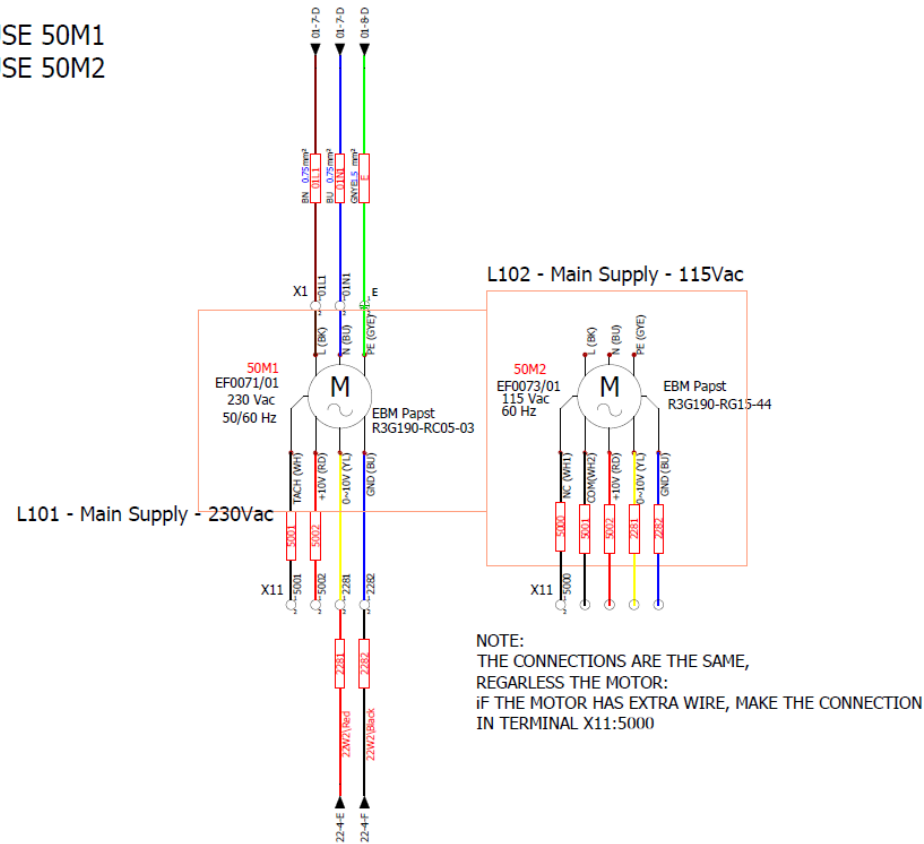 SE 50M1
SE 50M2
01-7-D
01-7-D
01-8-D
BN 0.75mm²
01L1
BU 0.75mm²
01N1
GNYE1.5 mm²
E
X1
01L1
01N1
E
L (BK)
N (BU)
PE (GYE)
50M1
EF0071/01
230 Vac
50/60 Hz
M
EBM Papst
R3G190-RC05-03
TACH (WH)
+10V (RD)
0~10V (YL)
GND (BU)
L101 - Main Supply - 230Vac
5001
5002
X11
5001
5002
2281
2282
2281
2282
22W2\Red
22W2\Black
22-4-E
22-4-F
L102 - Main Supply - 115Vac
L (BK)
N (BU)
PE (GYE)
50M2
EF0073/01
115 Vac
60 Hz
M
EBM Papst
R3G190-RG15-44
NC (WH1)
COM(WH2)
+10V (RD)
0~10V (YL)
GND (BU)
5000
5001
5002
2281
2282
X11
5000
NOTE:
THE CONNECTIONS ARE THE SAME,
REGARLESS THE MOTOR:
iF THE MOTOR HAS EXTRA WIRE, MAKE THE CONNECTION
IN TERMINAL X11:5000